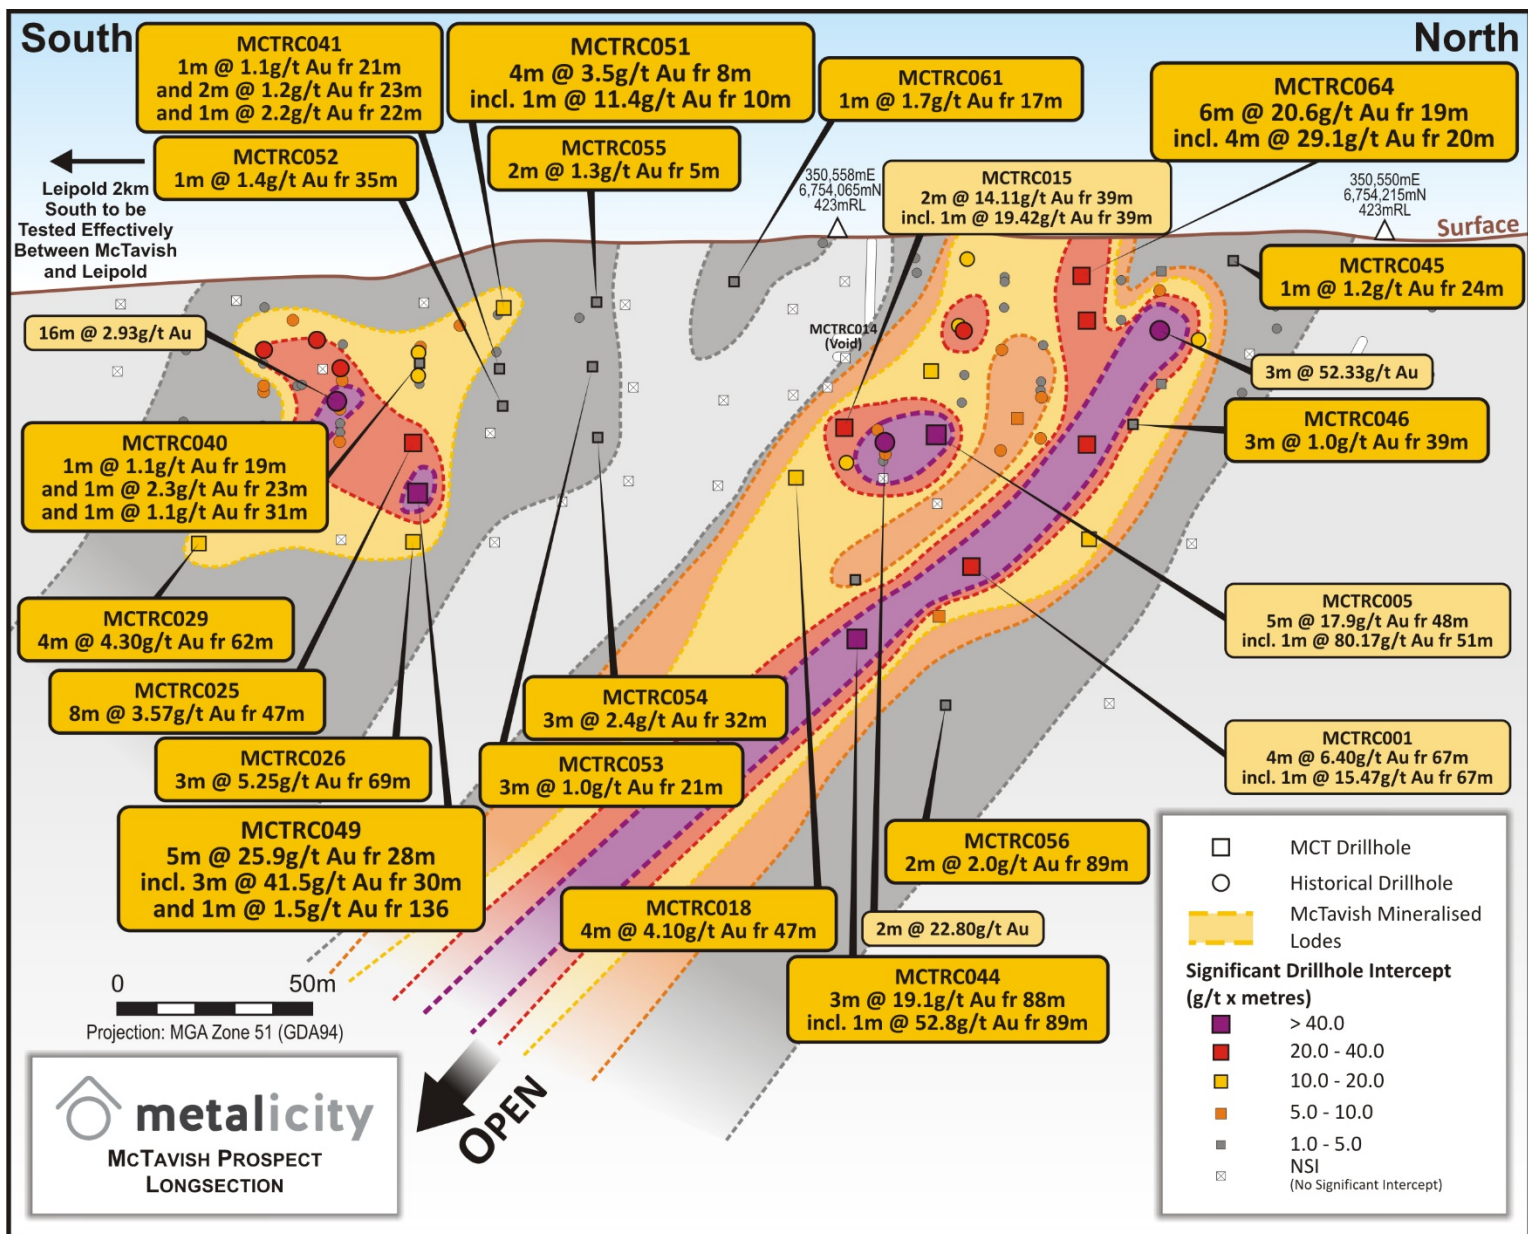 South
North
MCTRC041
1m @ 1.1g/t Au fr 21m
and 2m @ 1.2g/t Au fr 23m
and 1m @ 2.2g/t Au fr 22m
MCTRC051
4m @ 3.5g/t Au fr 8m
incl. 1m @ 11.4g/t Au fr 10m
MCTRC061
1m @ 1.7g/t Au fr 17m
MCTRC064
6m @ 20.6g/t Au fr 19m
incl. 4m @ 29.1g/t Au fr 20m
MCTRC052
1m @ 1.4g/t Au fr 35m
MCTRC055
2m @ 1.3g/t Au fr 5m
Leipold 2km
South to be
Tested Effectively
Between McTavish
and Leipold
350,558mE
6,754,065mN
423mRL
MCTRC015
2m @ 14.11g/t Au fr 39m
incl. 1m @ 19.42g/t Au fr 39m
350,550mE
6,754,215mN
423mRL
Surface
MCTRC045
1m @ 1.2g/t Au fr 24m
16m @ 2.93g/t Au
MCTRC014
(Void)
3m @ 52.33g/t Au
MCTRC040
1m @ 1.1g/t Au fr 19m
and 1m @ 2.3g/t Au fr 23m
and 1m @ 1.1g/t Au fr 31m
MCTRC046
3m @ 1.0g/t Au fr 39m
MCTRC029
4m @ 4.30g/t Au fr 62m
MCTRC005
5m @ 17.9g/t Au fr 48m
incl. 1m @ 80.17g/t Au fr 51m
MCTRC025
8m @ 3.57g/t Au fr 47m
MCTRC054
3m @ 2.4g/t Au fr 32m
MCTRC026
3m @ 5.25g/t Au fr 69m
MCTRC053
3m @ 1.0g/t Au fr 21m
MCTRC001
4m @ 6.40g/t Au fr 67m
incl. 1m @ 15.47g/t Au fr 67m
MCTRC049
5m @ 25.9g/t Au fr 28m
incl. 3m @ 41.5g/t Au fr 30m
and 1m @ 1.5g/t Au fr 136
MCTRC056
2m @ 2.0g/t Au fr 89m
MCTRC018
4m @ 4.10g/t Au fr 47m
2m @ 22.80g/t Au
MCTRC044
3m @ 19.1g/t Au fr 88m
incl. 1m @ 52.8g/t Au fr 89m
0 50m
Projection: MGA Zone 51 (GDA94)
OPEN
metalicity
MCTAVISH PROSPECT
LONGSECTION
MCT Drillhole
Historical Drillhole
McTavish Mineralised
Lodes
Significant Drillhole Intercept
(g/t x metres)
> 40.0
20.0 - 40.0
10.0 - 20.0
5.0 - 10.0
1.0 - 5.0
NSI
(No Significant Intercept)